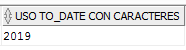 USO TO_DATE CON CARACTERES
2019